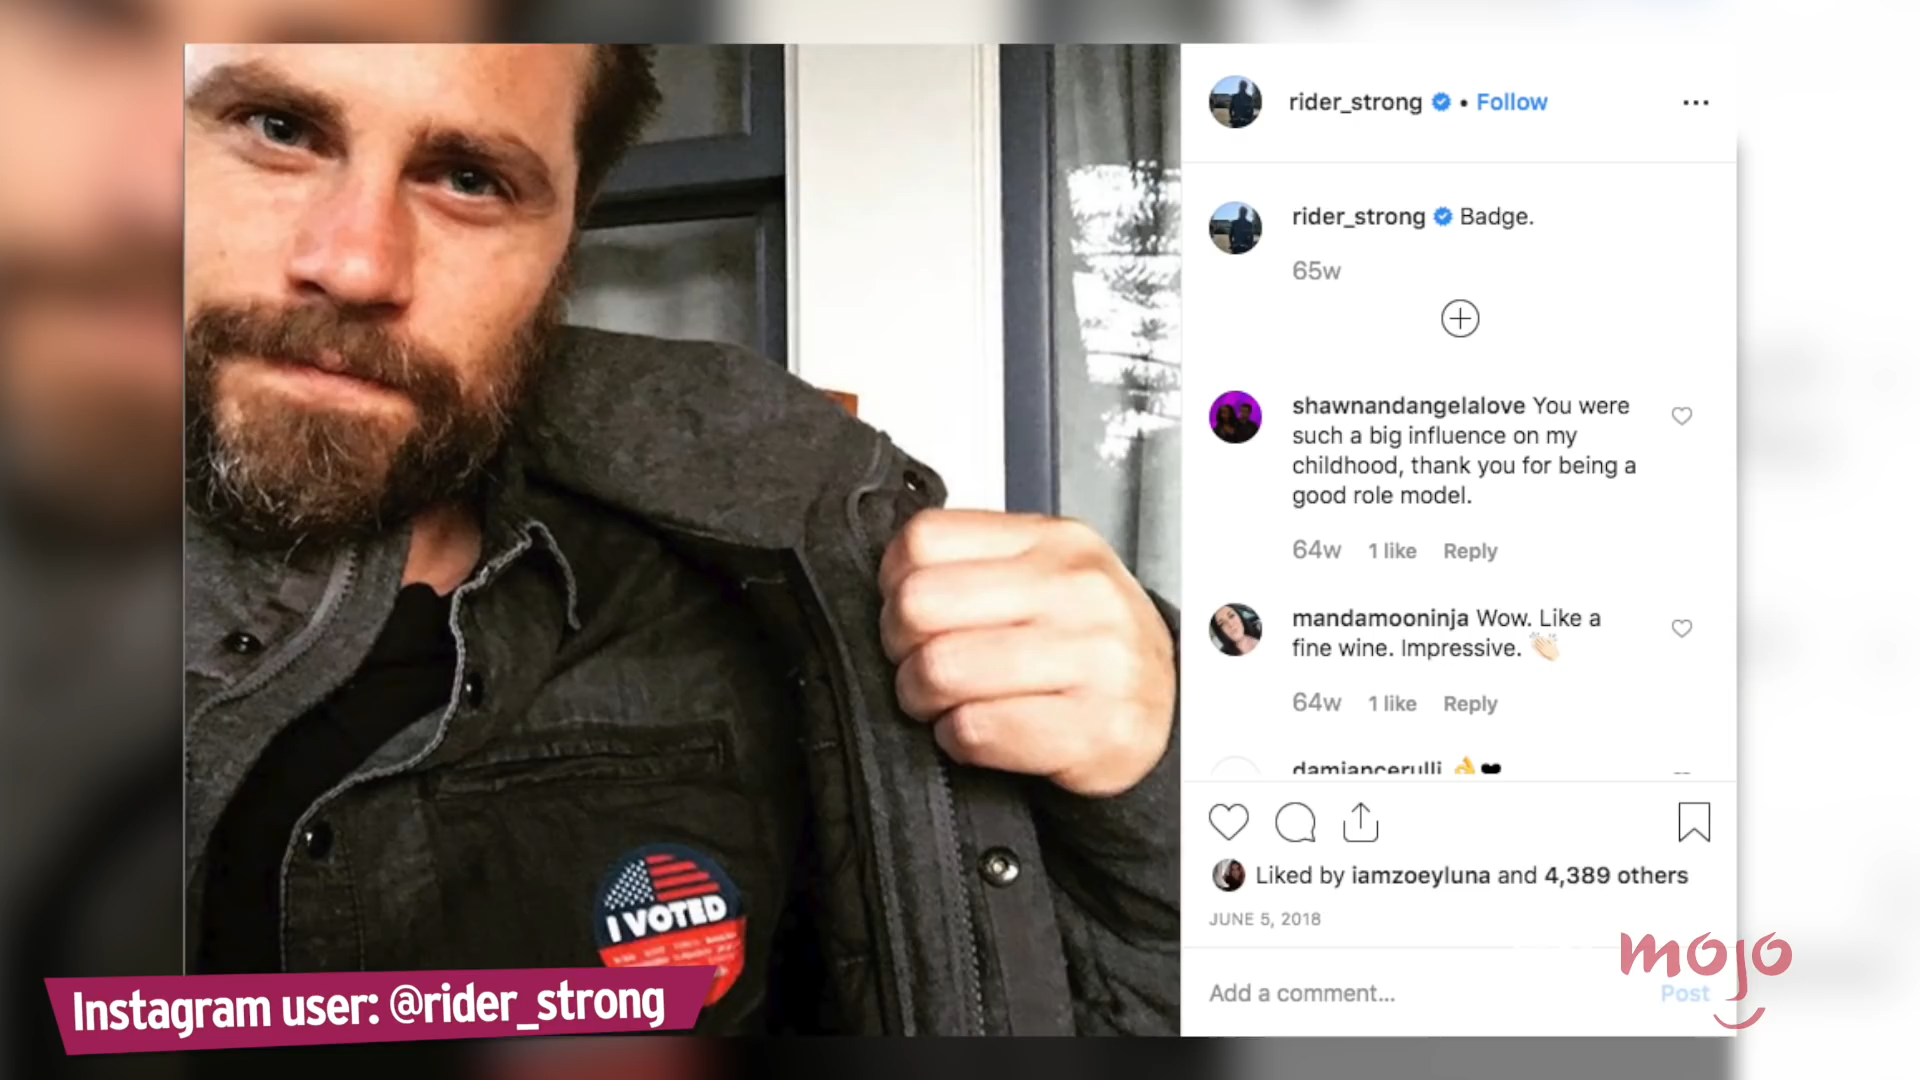 rider_strong • Follow
rider_strong Badge.
65w
shawnandangelalove You were
such a big influence on my
childhood, thank you for being a
good role model.
64w 1 like Reply
mandamooninja Wow. Like a
fine wine. Impressive. 👏🏻
64w 1 like Reply
damiancerulli 👌🖤
Liked by iamzoeyluna and 4,389 others
JUNE 5, 2018
Add a comment...
Post
I VOTED
Instagram user: @rider_strong
mojo